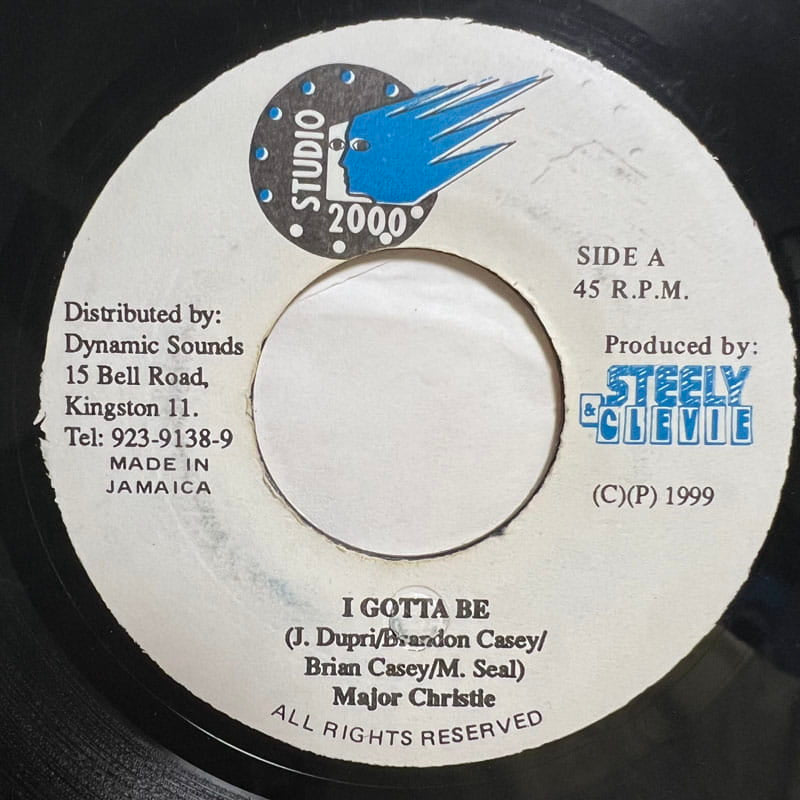 STUDIO
2000
SIDE A
45 R.P.M.
Distributed by:
Dynamic Sounds
15 Bell Road,
Kingston 11.
Tel: 923-9138-9
MADE IN
JAMAICA
Produced by:
STEELY
& CLEVIE
(C)(P) 1999
I GOTTA BE
(J. Dupri/Brandon Casey/
Brian Casey/M. Seal)
Major Christie
ALL RIGHTS RESERVED